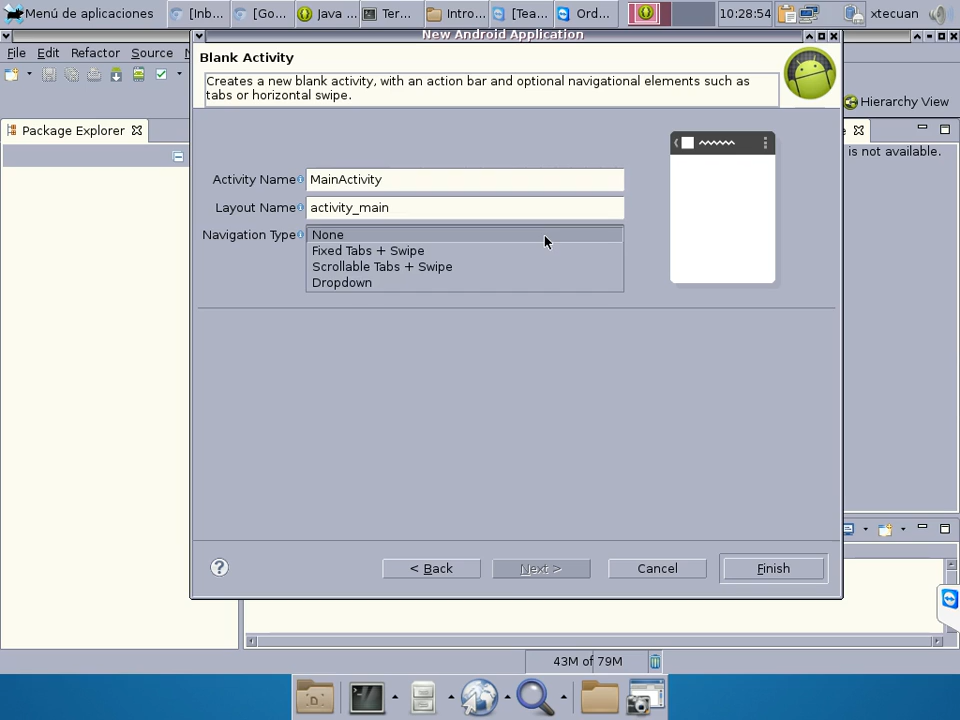 Menú de aplicaciones
[Inb...
[Go...
Java ...
Ter...
Intro...
[Tea...
Ord...
10:28:54
xtecuan
New Android Application
File Edit Refactor Source
Blank Activity
Creates a new blank activity, with an action bar and optional navigational elements such as
tabs or horizontal swipe.
Hierarchy View
Package Explorer
is not available.
Activity Name MainActivity
Layout Name activity_main
Navigation Type None
Fixed Tabs + Swipe
Scrollable Tabs + Swipe
Dropdown
< Back
Next >
Cancel
Finish
43M of 79M